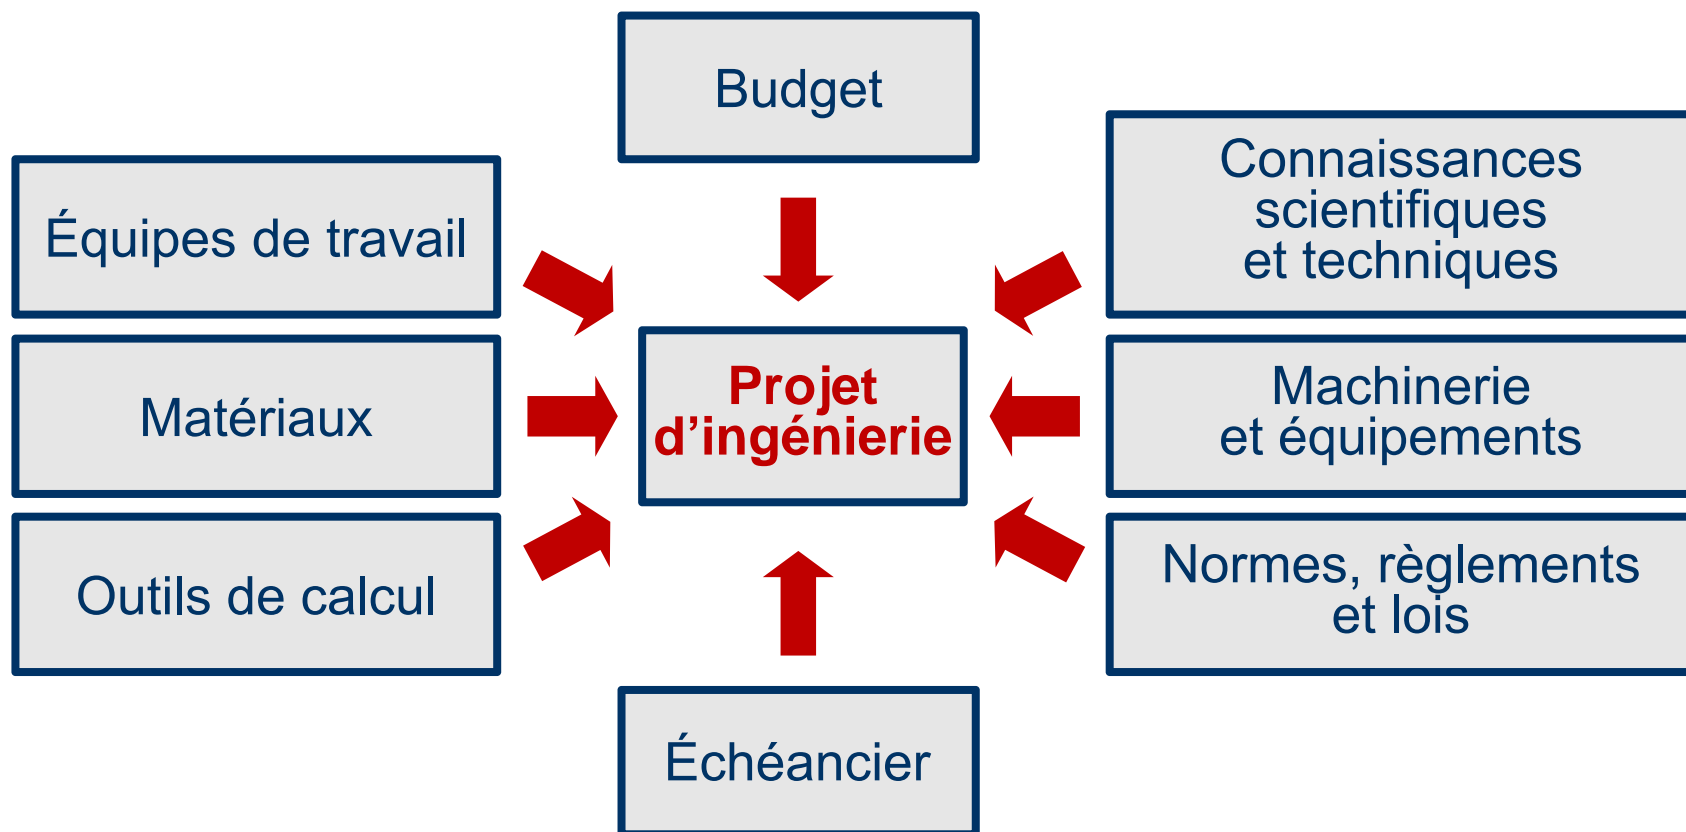 Budget
Équipes de travail
Connaissances
scientifiques
et techniques
Matériaux
Projet
d’ingénierie
Machinerie
et équipements
Outils de calcul
Normes, règlements
et lois
Échéancier